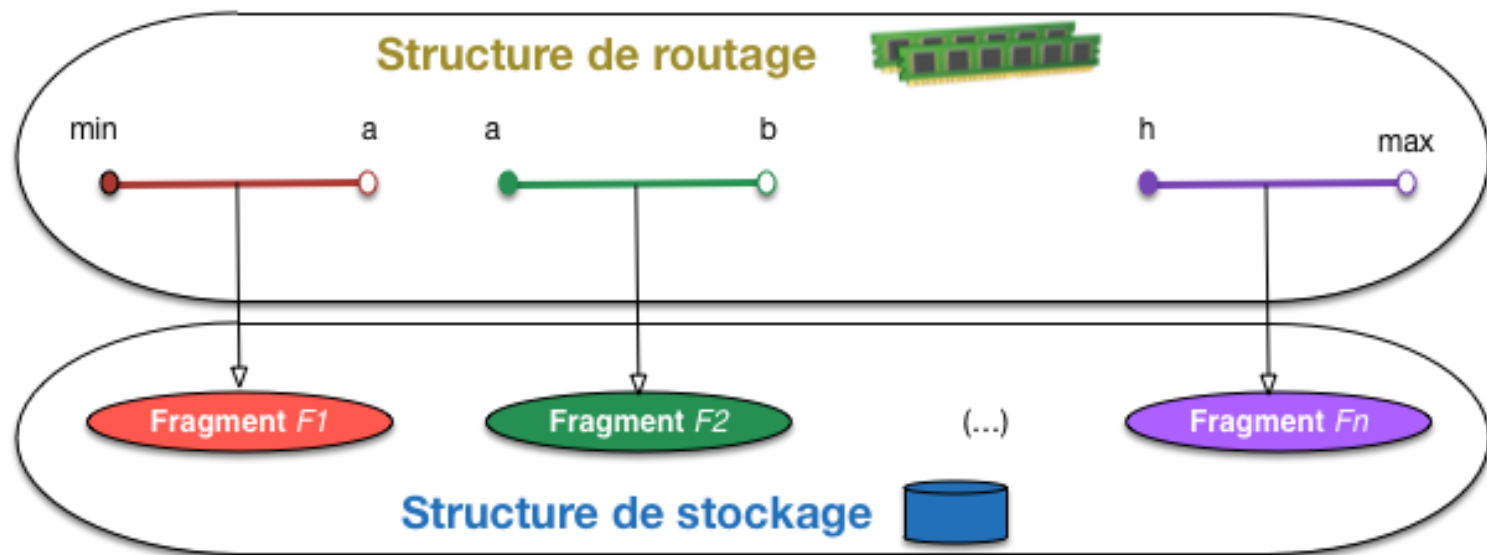 Structure de routage
min a a b h max
Fragment F1 Fragment F2 (...) Fragment Fn
Structure de stockage